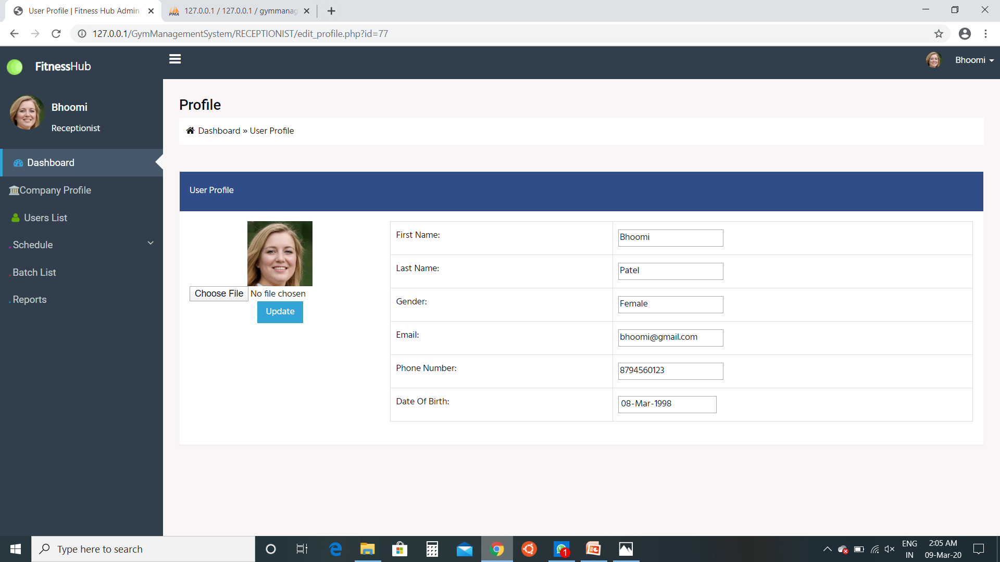 User Profile | Fitness Hub Admin
127.0.0.1 / 127.0.0.1 / gymmanag
127.0.0.1/GymManagementSystem/RECEPTIONIST/edit_profile.php?id=77
FitnessHub
Bhoomi
Bhoomi
Receptionist
Dashboard
Company Profile
Users List
Schedule
Batch List
Reports
Profile
Dashboard » User Profile
User Profile
Choose File No file chosen
Update
First Name: Bhoomi
Last Name: Patel
Gender: Female
Email: bhoomi@gmail.com
Phone Number: 8794560123
Date Of Birth: 08-Mar-1998
Type here to search
1
ENG
IN
2:05 AM
09-Mar-20